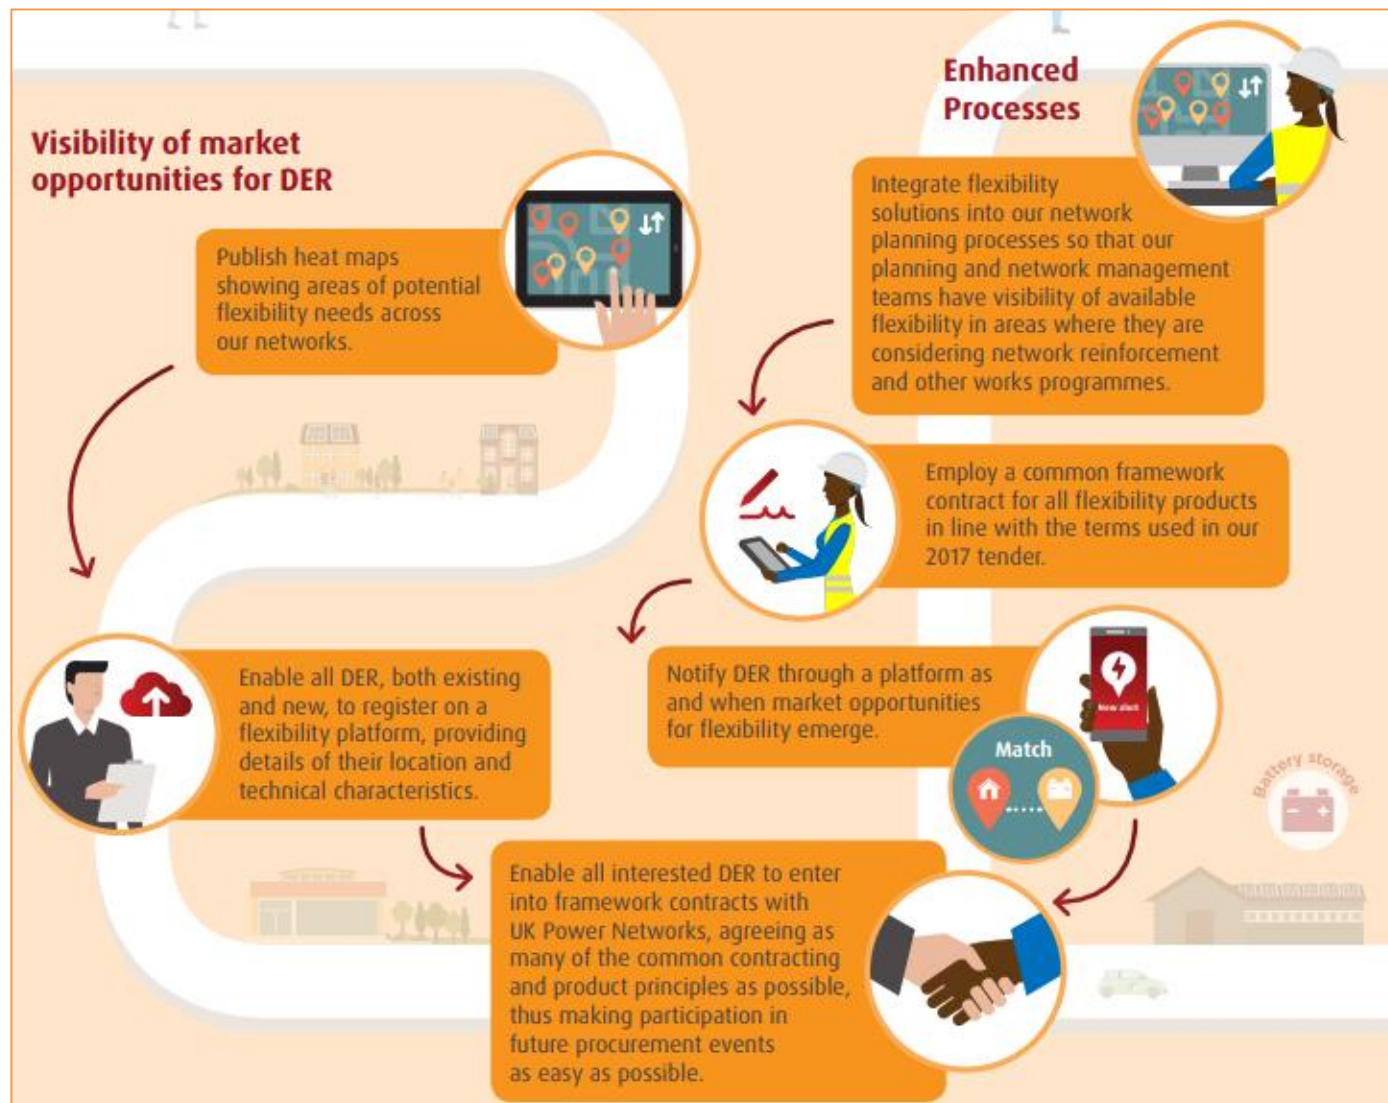 Visibility of market
opportunities for DER
Publish heat maps
showing areas of potential
flexibility needs across
our networks.
Enable all DER, both existing
and new, to register on a
flexibility platform, providing
details of their location and
technical characteristics.
Enhanced
Processes
Integrate flexibility
solutions into our network
planning processes so that our
planning and network management
teams have visibility of available
flexibility in areas where they are
considering network reinforcement
and other works programmes.
Employ a common framework
contract for all flexibility products
in line with the terms used in our
2017 tender.
Notify DER through a platform as
and when market opportunities
for flexibility emerge.
New alert
Match
Battery storage
Enable all interested DER to enter
into framework contracts with
UK Power Networks, agreeing as
many of the common contracting
and product principles as possible,
thus making participation in
future procurement events
as easy as possible.